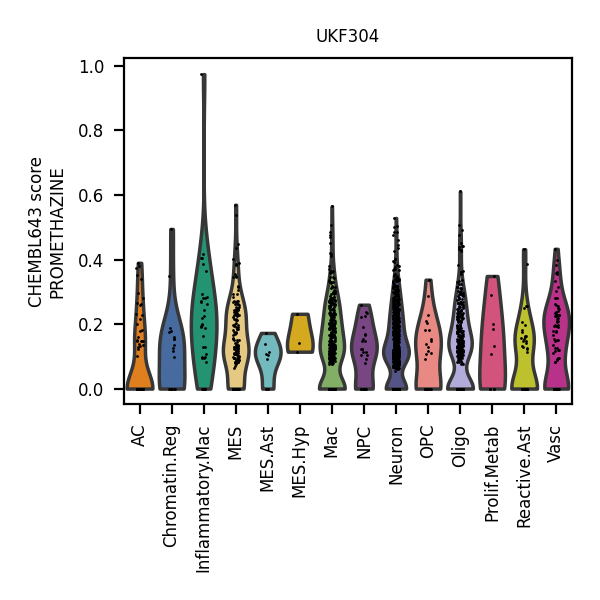 UKF304
CHEMBL643 score
PROMETHAZINE
1.0
0.8
0.6
0.4
0.2
0.0
AC
Chromatin.Reg
Inflammatory.Mac
MES
MES.Ast
MES.Hyp
Mac
NPC
Neuron
OPC
Oligo
Prolif.Metab
Reactive.Ast
Vasc